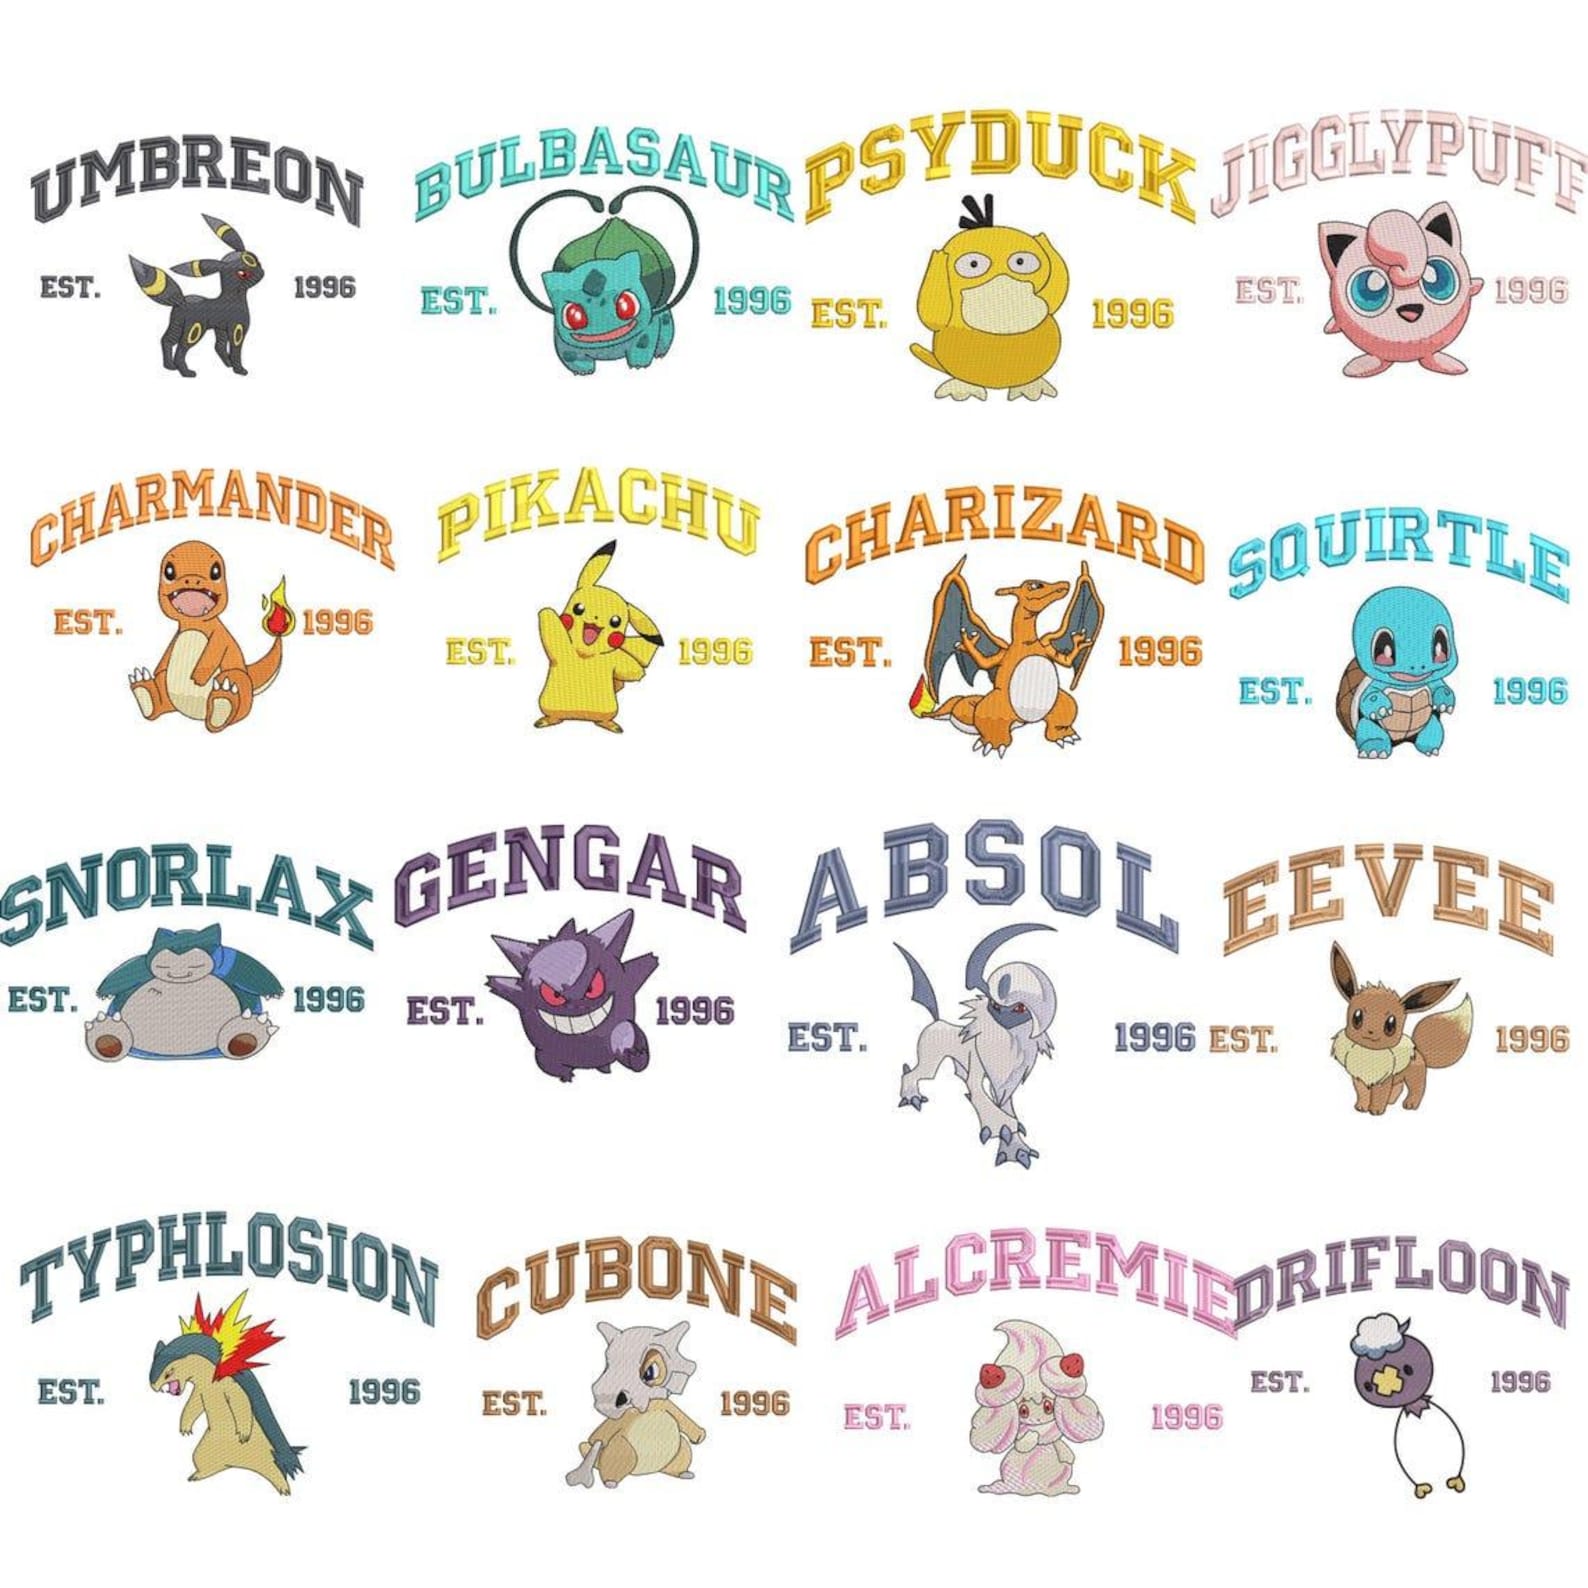 UMBREON
EST. 1996
BULBASAUR
EST. 1996
PSYDUCK
EST. 1996
JIGGLYPUFF
EST. 1996
CHARMANDER
EST. 1996
PIKACHU
EST. 1996
CHARIZARD
EST. 1996
SQUIRTLE
EST. 1996
SNORLAX
EST. 1996
GENGAR
EST. 1996
ABSOL
EST. 1996
EEVEE
EST. 1996
TYPHLOSION
EST. 1996
CUBONE
EST. 1996
ALCREMIE
EST. 1996
DRIFLOON
EST. 1996